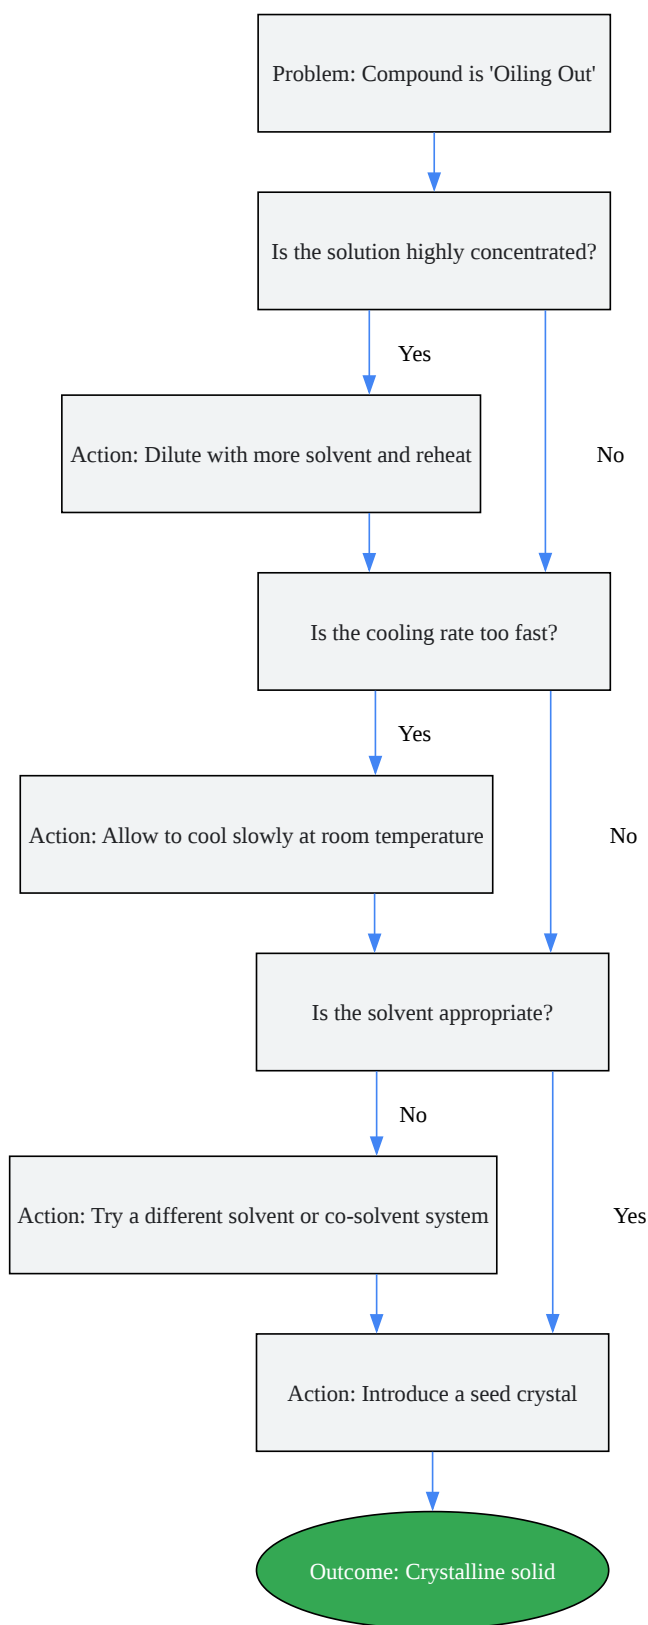 Problem: Compound is 'Oiling Out'
Is the solution highly concentrated?
Yes
Action: Dilute with more solvent and reheat
No
Is the cooling rate too fast?
Yes
Action: Allow to cool slowly at room temperature
No
Is the solvent appropriate?
No
Action: Try a different solvent or co-solvent system
Yes
Action: Introduce a seed crystal
Outcome: Crystalline solid